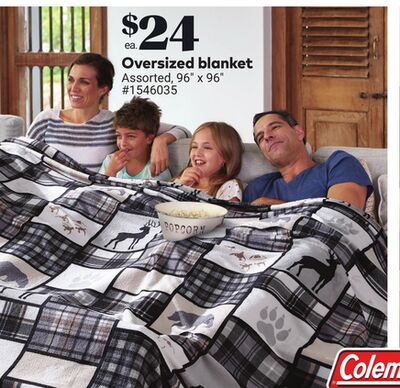 $24
ea.
Oversized blanket
Assorted, 96" x 96"
#1546035
POPCORN
Colem